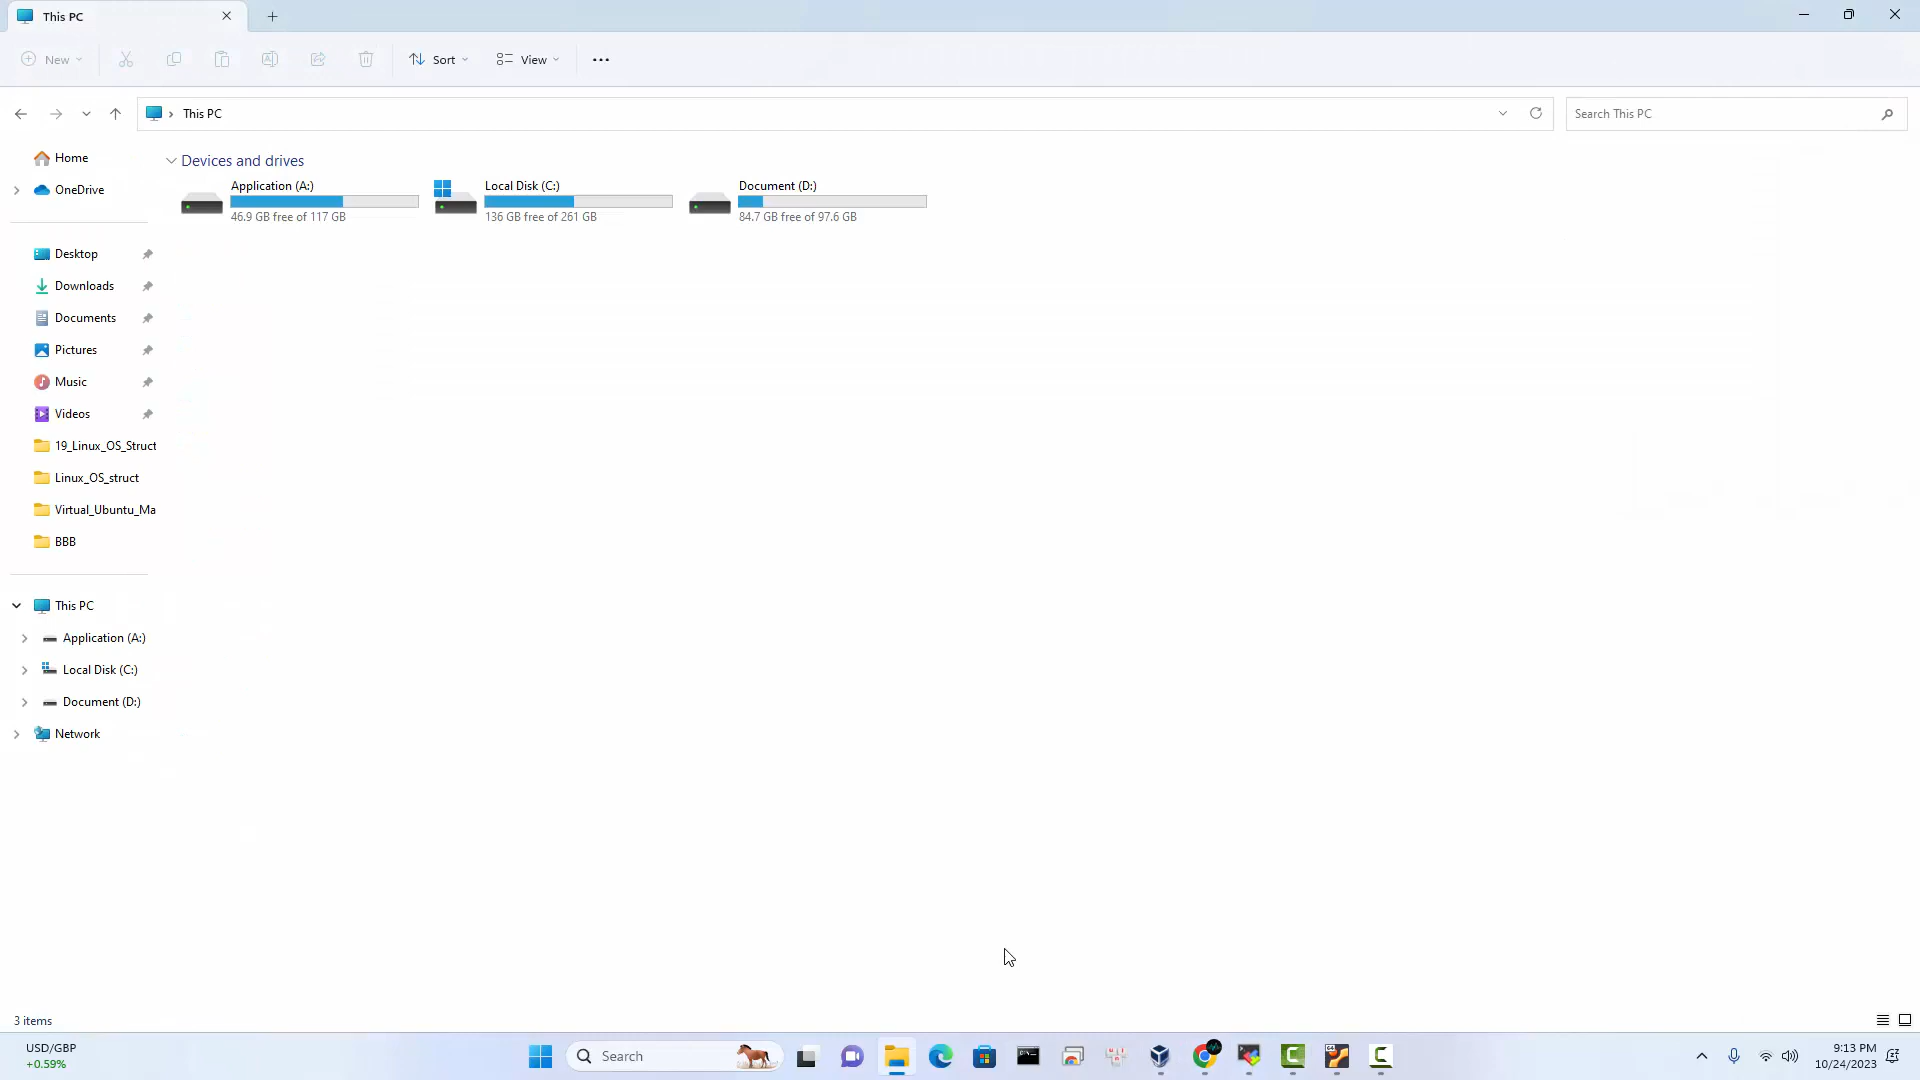 This PC
New
Sort
View
This PC
Search This PC
Home
OneDrive
Desktop
Downloads
Documents
Pictures
Music
Videos
19_Linux_OS_Struct
Linux_OS_struct
Virtual_Ubuntu_Ma
BBB
This PC
Application (A:)
Local Disk (C:)
Document (D:)
Network
Devices and drives
Application (A:)
46.9 GB free of 117 GB
Local Disk (C:)
136 GB free of 261 GB
Document (D:)
84.7 GB free of 97.6 GB
3 items
USD/GBP
+0.59%
Search
9:13 PM
10/24/2023